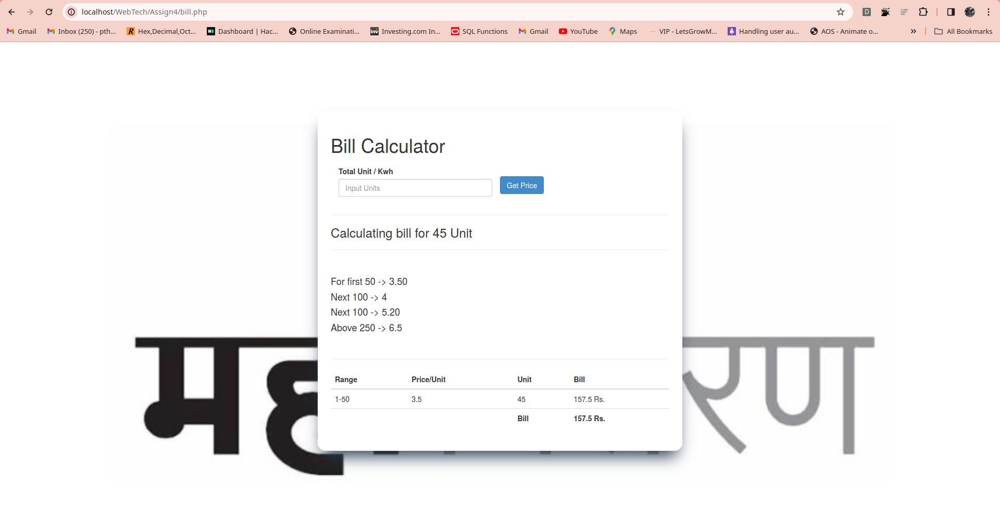 localhost/WebTech/Assign4/bill.php
Gmail Inbox (250) - pth... Hex,Decimal,Oct... Dashboard | Hac... Online Examinati... Investing.com In... SQL Functions Gmail YouTube Maps VIP - LetsGrowM... Handling user au... AOS - Animate o... » All Bookmarks
Bill Calculator
Total Unit / Kwh
Input Units
Get Price
Calculating bill for 45 Unit
For first 50 -> 3.50
Next 100 -> 4
Next 100 -> 5.20
Above 250 -> 6.5
Range Price/Unit Unit Bill
1-50 3.5 45 157.5 Rs.
Bill 157.5 Rs.
रण